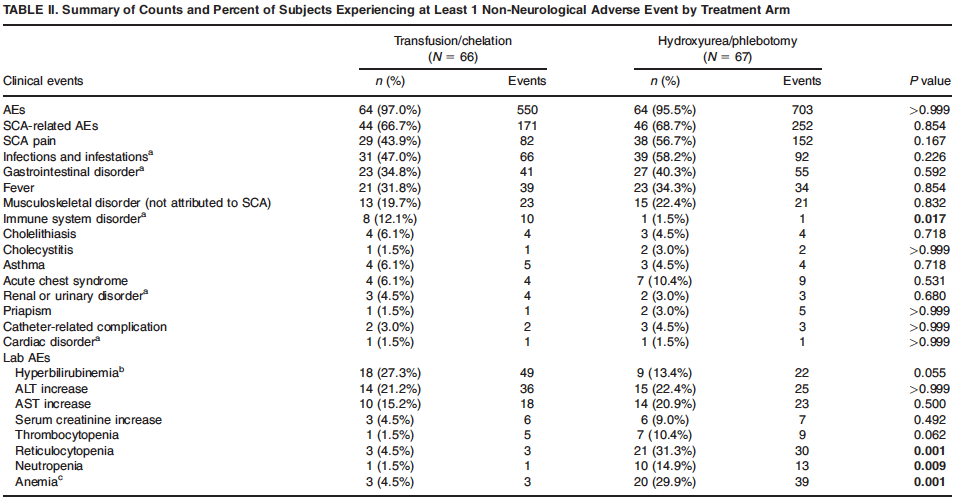 TABLE II. Summary of Counts and Percent of Subjects Experiencing at Least 1 Non-Neurological Adverse Event by Treatment Arm
Transfusion/chelation Hydroxyurea/phlebotomy
(N = 66) (N = 67)
Clinical events n (%) Events n (%) Events P value
AEs 64 (97.0%) 550 64 (95.5%) 703 >0.999
SCA-related AEs 44 (66.7%) 171 46 (68.7%) 252 0.854
SCA pain 29 (43.9%) 82 38 (56.7%) 152 0.167
Infections and infestationsa 31 (47.0%) 66 39 (58.2%) 92 0.226
Gastrointestinal disordera 23 (34.8%) 41 27 (40.3%) 55 0.592
Fever 21 (31.8%) 39 23 (34.3%) 34 0.854
Musculoskeletal disorder (not attributed to SCA) 13 (19.7%) 23 15 (22.4%) 21 0.832
Immune system disordera 8 (12.1%) 10 1 (1.5%) 1 0.017
Cholelithiasis 4 (6.1%) 4 3 (4.5%) 4 0.718
Cholecystitis 1 (1.5%) 1 2 (3.0%) 2 >0.999
Asthma 4 (6.1%) 5 3 (4.5%) 4 0.718
Acute chest syndrome 4 (6.1%) 4 7 (10.4%) 9 0.531
Renal or urinary disordera 3 (4.5%) 4 2 (3.0%) 3 0.680
Priapism 1 (1.5%) 1 2 (3.0%) 5 >0.999
Catheter-related complication 2 (3.0%) 2 3 (4.5%) 3 >0.999
Cardiac disordera 1 (1.5%) 1 1 (1.5%) 1 >0.999
Lab AEs
Hyperbilirubinemiab 18 (27.3%) 49 9 (13.4%) 22 0.055
ALT increase 14 (21.2%) 36 15 (22.4%) 25 >0.999
AST increase 10 (15.2%) 18 14 (20.9%) 23 0.500
Serum creatinine increase 3 (4.5%) 6 6 (9.0%) 7 0.492
Thrombocytopenia 1 (1.5%) 5 7 (10.4%) 9 0.062
Reticulocytopenia 3 (4.5%) 3 21 (31.3%) 30 0.001
Neutropenia 1 (1.5%) 1 10 (14.9%) 13 0.009
Anemiac 3 (4.5%) 3 20 (29.9%) 39 0.001